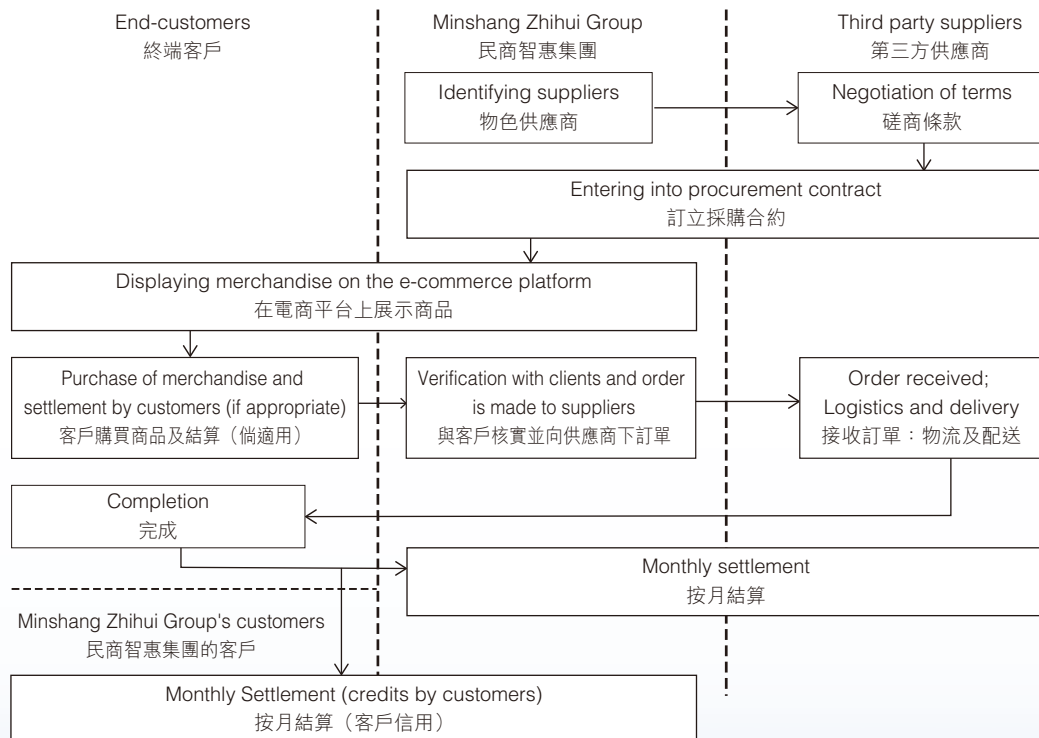 End-customers
終端客戶
Minshang Zhihui Group
民商智惠集團
Third party suppliers
第三方供應商
Identifying suppliers
物色供應商
Negotiation of terms
磋商條款
Entering into procurement contract
訂立採購合約
Displaying merchandise on the e-commerce platform
在電商平台上展示商品
Purchase of merchandise and
settlement by customers (if appropriate)
客戶購買商品及結算（倘適用）
Verification with clients and order
is made to suppliers
與客戶核實並向供應商下訂單
Order received;
Logistics and delivery
接收訂單：物流及配送
Completion
完成
Monthly settlement
按月結算
Minshang Zhihui Group's customers
民商智惠集團的客戶
Monthly Settlement (credits by customers)
按月結算（客戶信用）